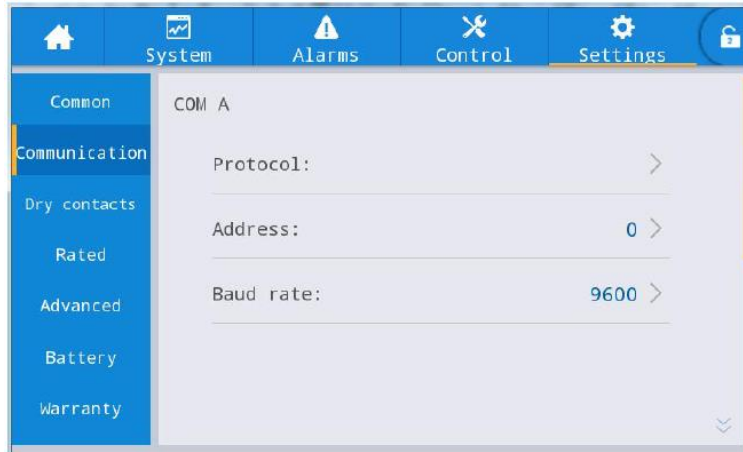 System
Alarms
Control
Settings
Common
Communication
Dry contacts
Rated
Advanced
Battery
Warranty
COM A
Protocol:
Address: 0
Baud rate: 9600